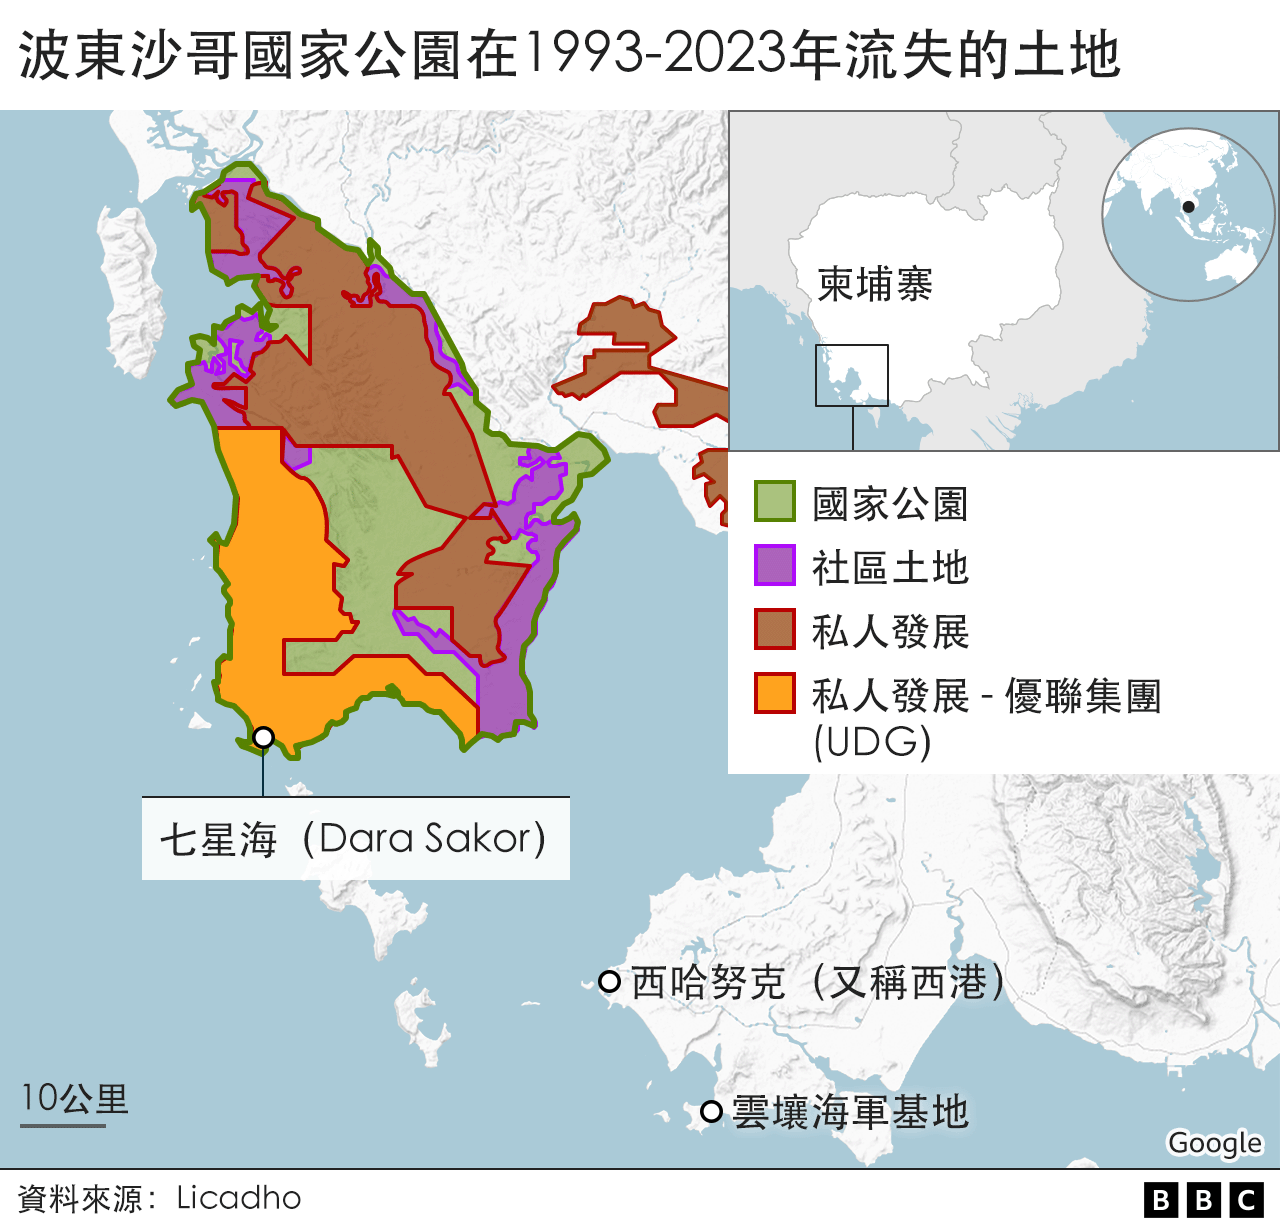 波東沙哥國家公園在1993-2023年流失的土地
柬埔寨
國家公園
社區土地
私人發展
私人發展 - 優聯集團
(UDG)
七星海（Dara Sakor）
西哈努克（又稱西港）
雲壤海軍基地
10公里
Google
資料來源：Licadho
BBC